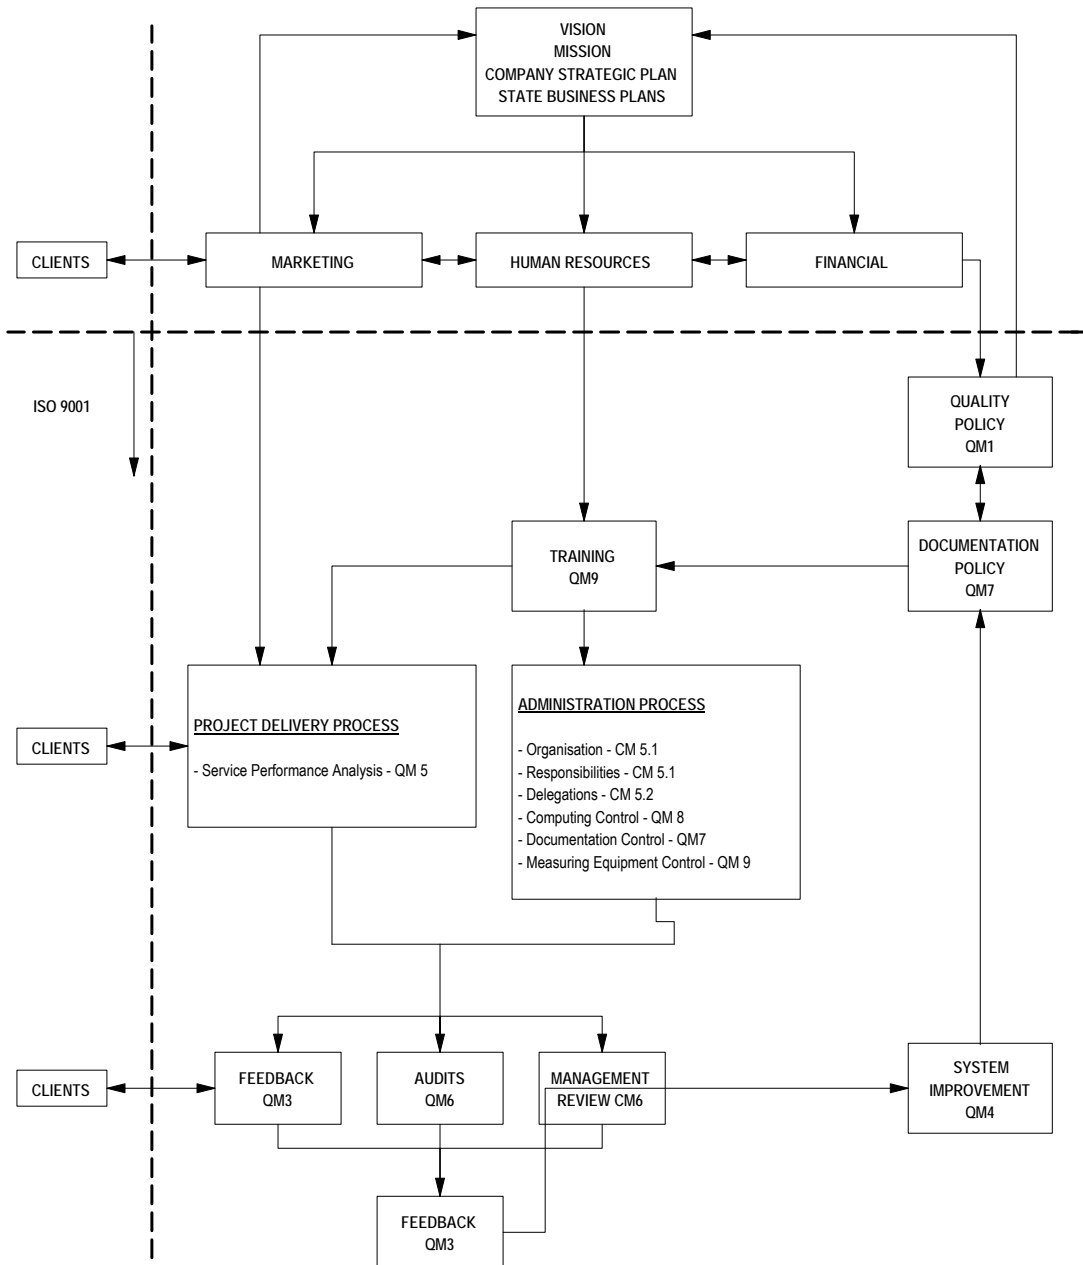 VISION
MISSION
COMPANY STRATEGIC PLAN
STATE BUSINESS PLANS
CLIENTS
MARKETING
HUMAN RESOURCES
FINANCIAL
ISO 9001
QUALITY
POLICY
QM1
TRAINING
QM9
DOCUMENTATION
POLICY
QM7
CLIENTS
PROJECT DELIVERY PROCESS
- Service Performance Analysis - QM 5
ADMINISTRATION PROCESS
- Organisation - CM 5.1
- Responsibilities - CM 5.1
- Delegations - CM 5.2
- Computing Control - QM 8
- Documentation Control - QM7
- Measuring Equipment Control - QM 9
CLIENTS
FEEDBACK
QM3
AUDITS
QM6
MANAGEMENT
REVIEW CM6
SYSTEM
IMPROVEMENT
QM4
FEEDBACK
QM3